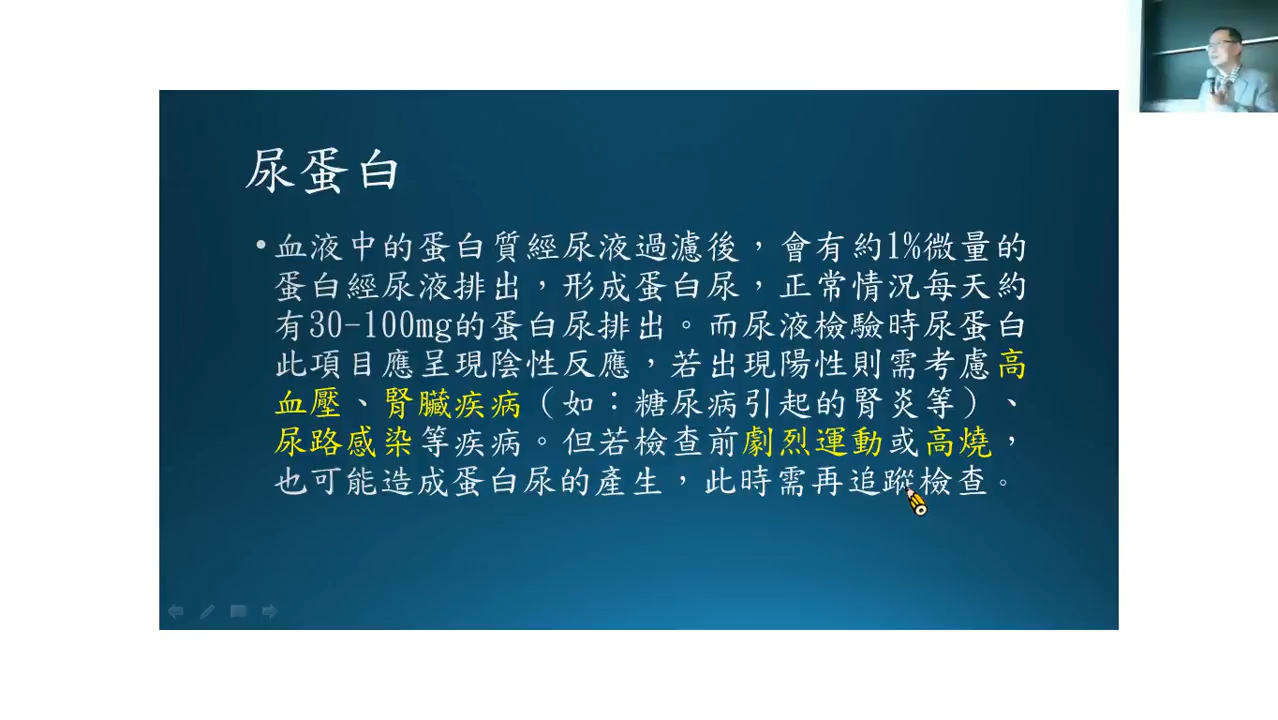 尿蛋白
•血液中的蛋白質經尿液過濾後，會有約1%微量的
蛋白經尿液排出，形成蛋白尿，正常情況每天約
有30-100mg的蛋白尿排出。而尿液檢驗時尿蛋白
此項目應呈現陰性反應，若出現陽性則需考慮高
血壓、腎臟疾病（如：糖尿病引起的腎炎等）、
尿路感染等疾病。但若檢查前劇烈運動或高燒，
也可能造成蛋白尿的產生，此時需再追蹤檢查。